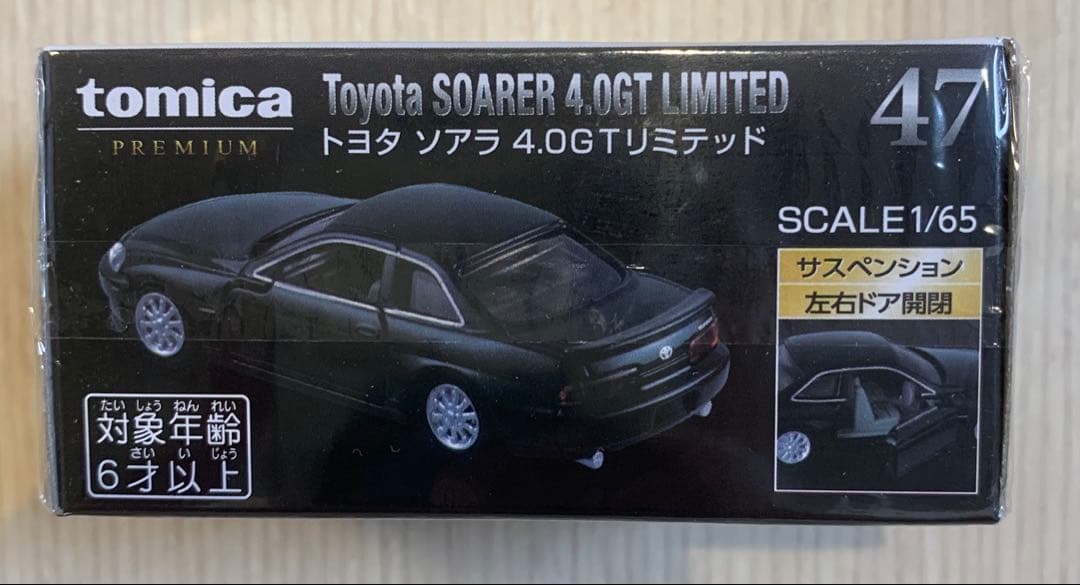 tomica
PREMIUM
Toyota SOARER 4.0GT LIMITED
トヨタ ソアラ 4.0GTリミテッド
47
SCALE1/65
サスペンション
左右ドア開閉
たいしょうねんれい
対象年齢
さいいじょう
6才以上